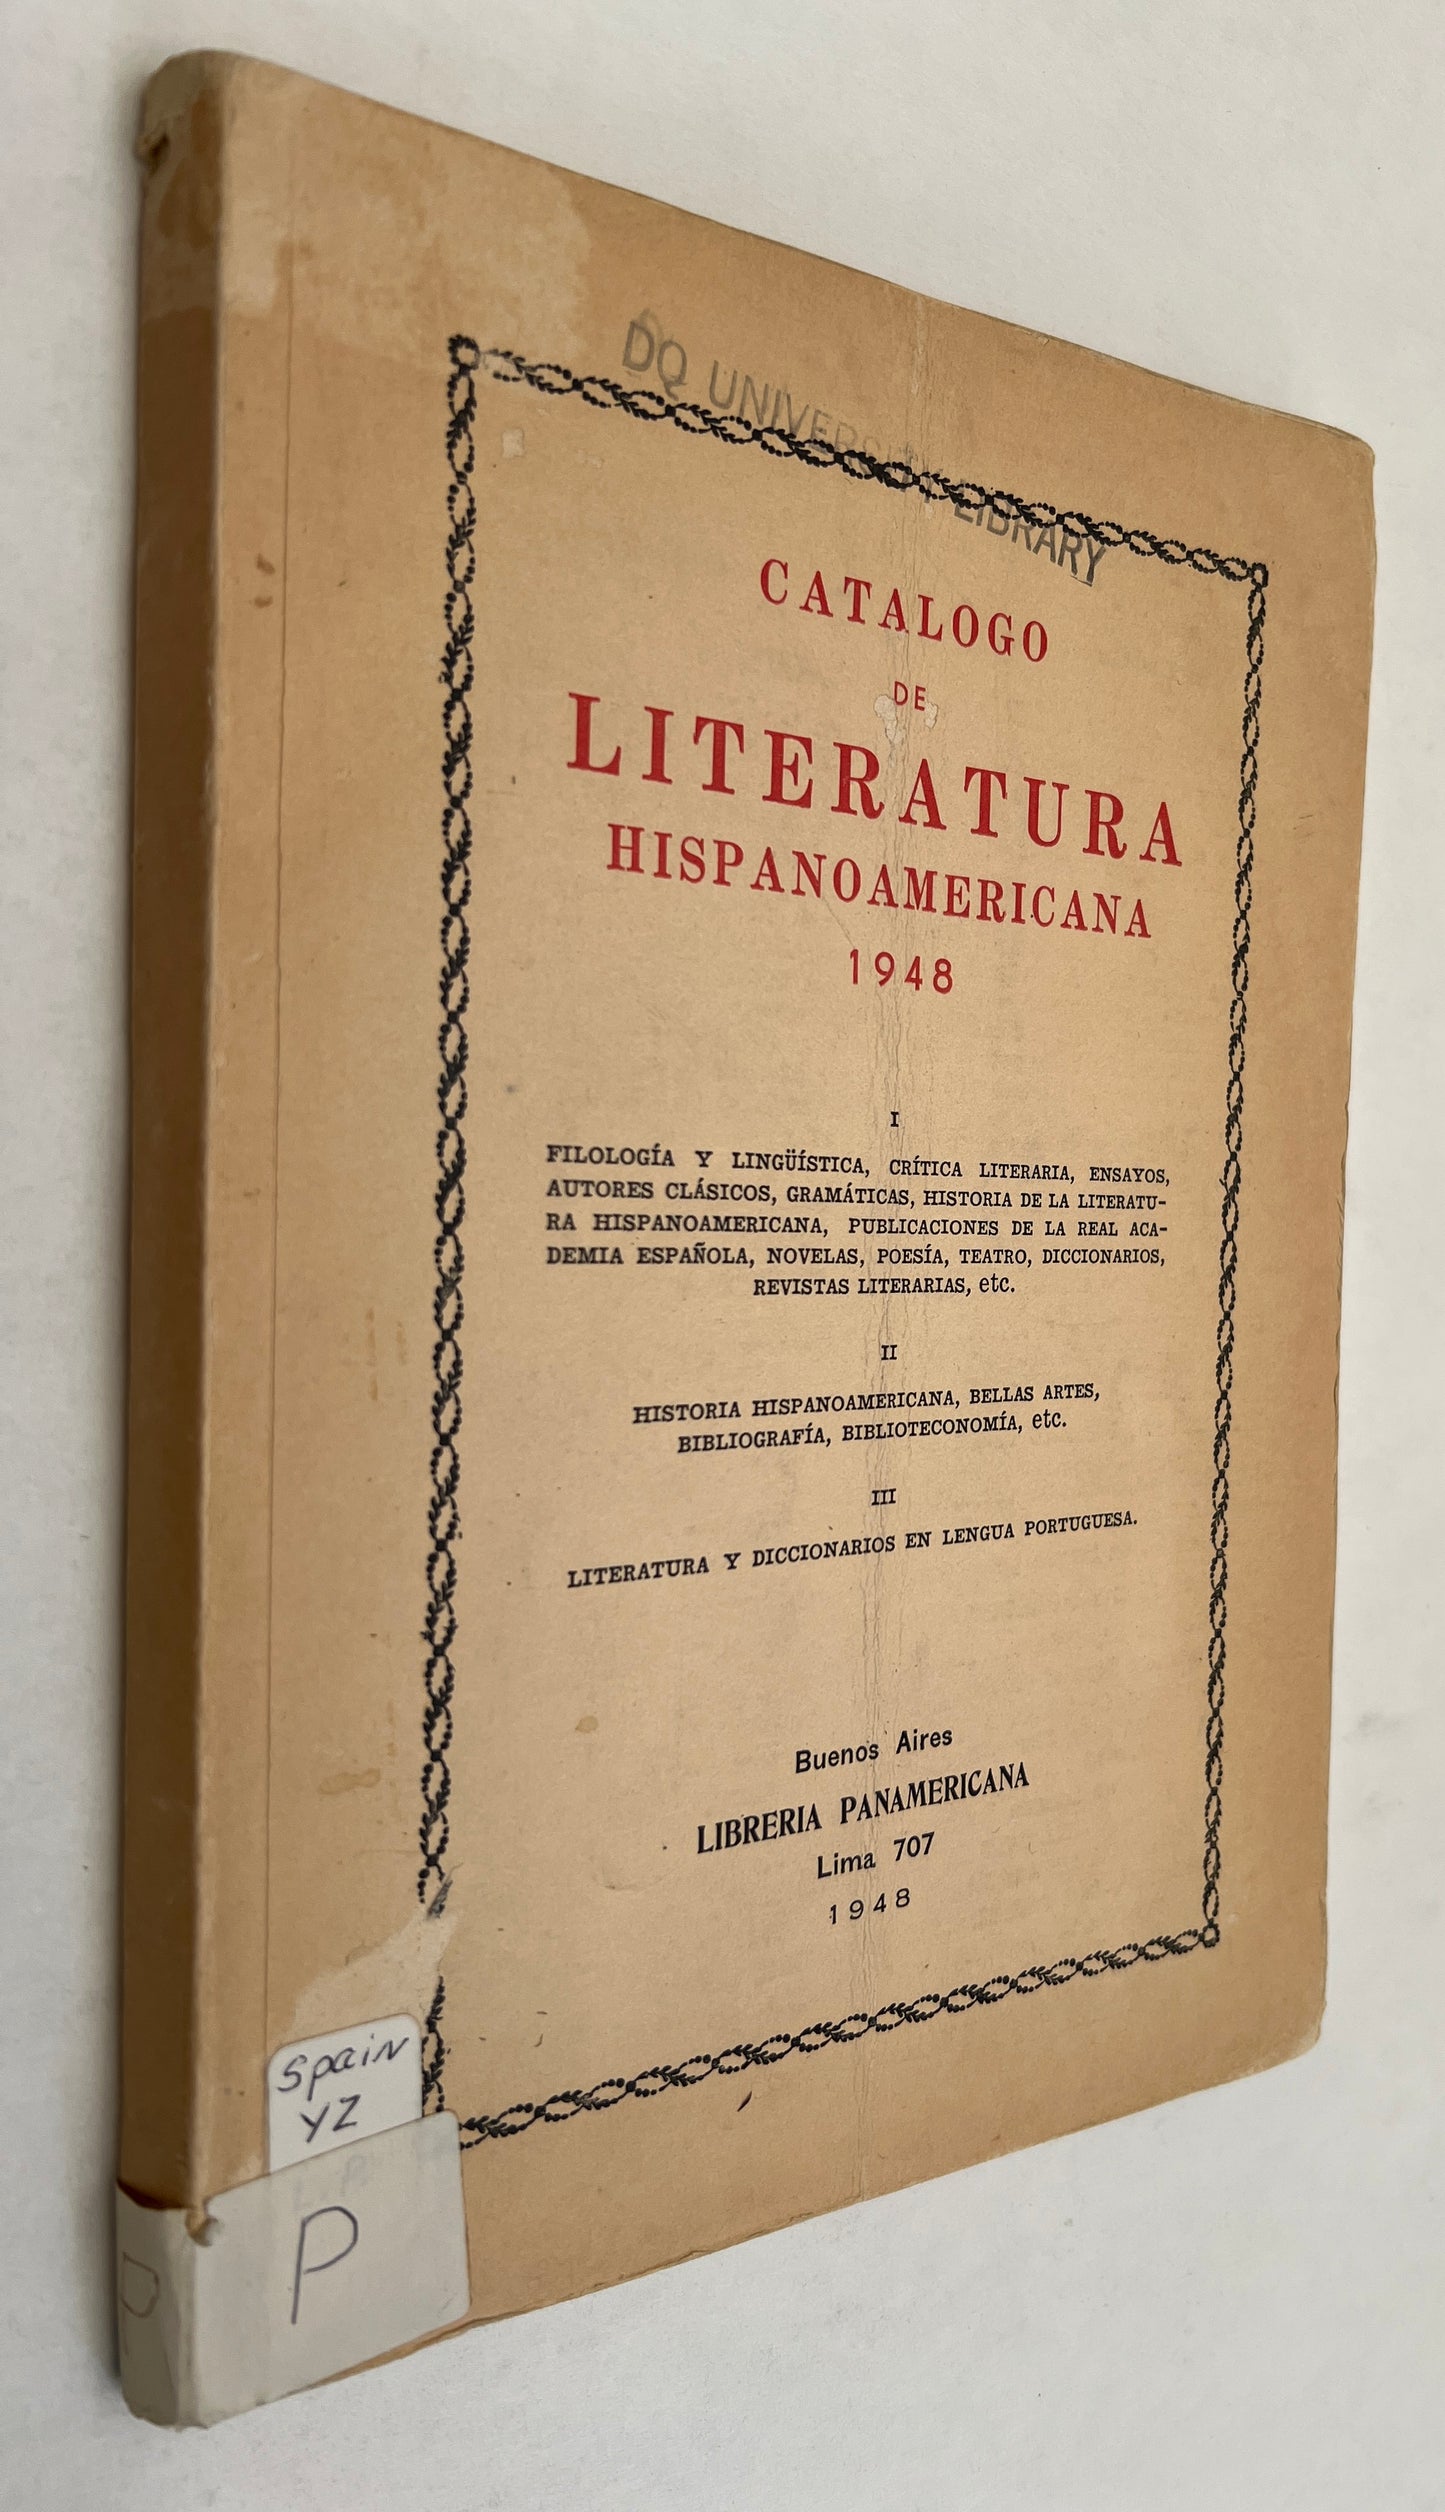 DQ UNIVERSITY LIBRARY
CATALOGO
DE
LITERATURA
HISPANOAMERICANA
1948
I
FILOLOGÍA Y LINGÜÍSTICA, CRÍTICA LITERARIA, ENSAYOS,
AUTORES CLÁSICOS, GRAMÁTICAS, HISTORIA DE LA LITERATU-
RA HISPANOAMERICANA, PUBLICACIONES DE LA REAL ACA-
DEMIA ESPAÑOLA, NOVELAS, POESÍA, TEATRO, DICCIONARIOS,
REVISTAS LITERARIAS, etc.
II
HISTORIA HISPANOAMERICANA, BELLAS ARTES,
BIBLIOGRAFÍA, BIBLIOTECONOMÍA, etc.
III
LITERATURA Y DICCIONARIOS EN LENGUA PORTUGUESA.
Buenos Aires
LIBRERIA PANAMERICANA
Lima 707
1948
Spain
YZ
P